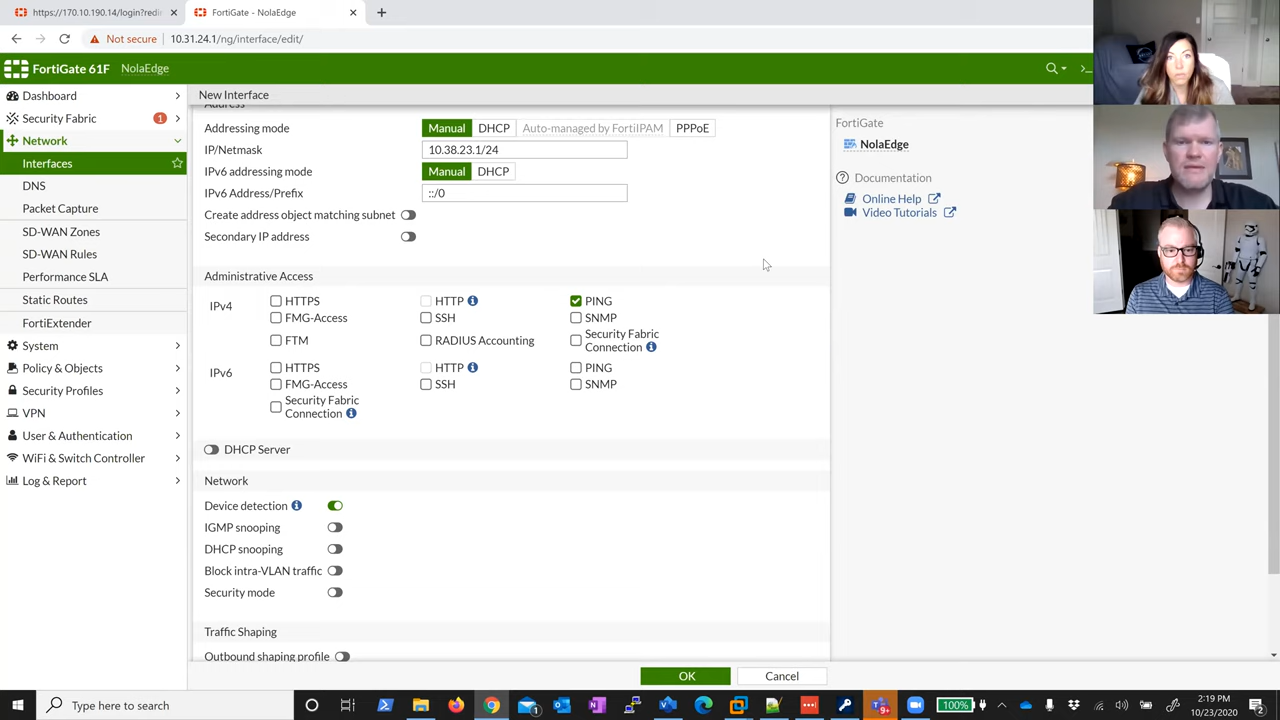 https://170.10.190.14/login?redir
FortiGate - NolaEdge
Not secure
10.31.24.1/ng/interface/edit/
FortiGate 61F
NolaEdge
Dashboard
New Interface
Security Fabric
1
Network
Interfaces
DNS
Packet Capture
SD-WAN Zones
SD-WAN Rules
Performance SLA
Static Routes
FortiExtender
System
Policy & Objects
Security Profiles
VPN
User & Authentication
WiFi & Switch Controller
Log & Report
Address
Addressing mode
Manual DHCP Auto-managed by FortiIPAM PPPoE
IP/Netmask
10.38.23.1/24
IPv6 addressing mode
Manual DHCP
IPv6 Address/Prefix
::/0
Create address object matching subnet
Secondary IP address
Administrative Access
IPv4
HTTPS HTTP PING
FMG-Access SSH SNMP
FTM RADIUS Accounting Security Fabric
Connection
IPv6
HTTPS HTTP PING
FMG-Access SSH SNMP
Security Fabric
Connection
DHCP Server
Network
Device detection
IGMP snooping
DHCP snooping
Block intra-VLAN traffic
Security mode
Traffic Shaping
Outbound shaping profile
OK
Cancel
FortiGate
NolaEdge
Documentation
Online Help
Video Tutorials
Type here to search
100%
2:19 PM
10/23/2020